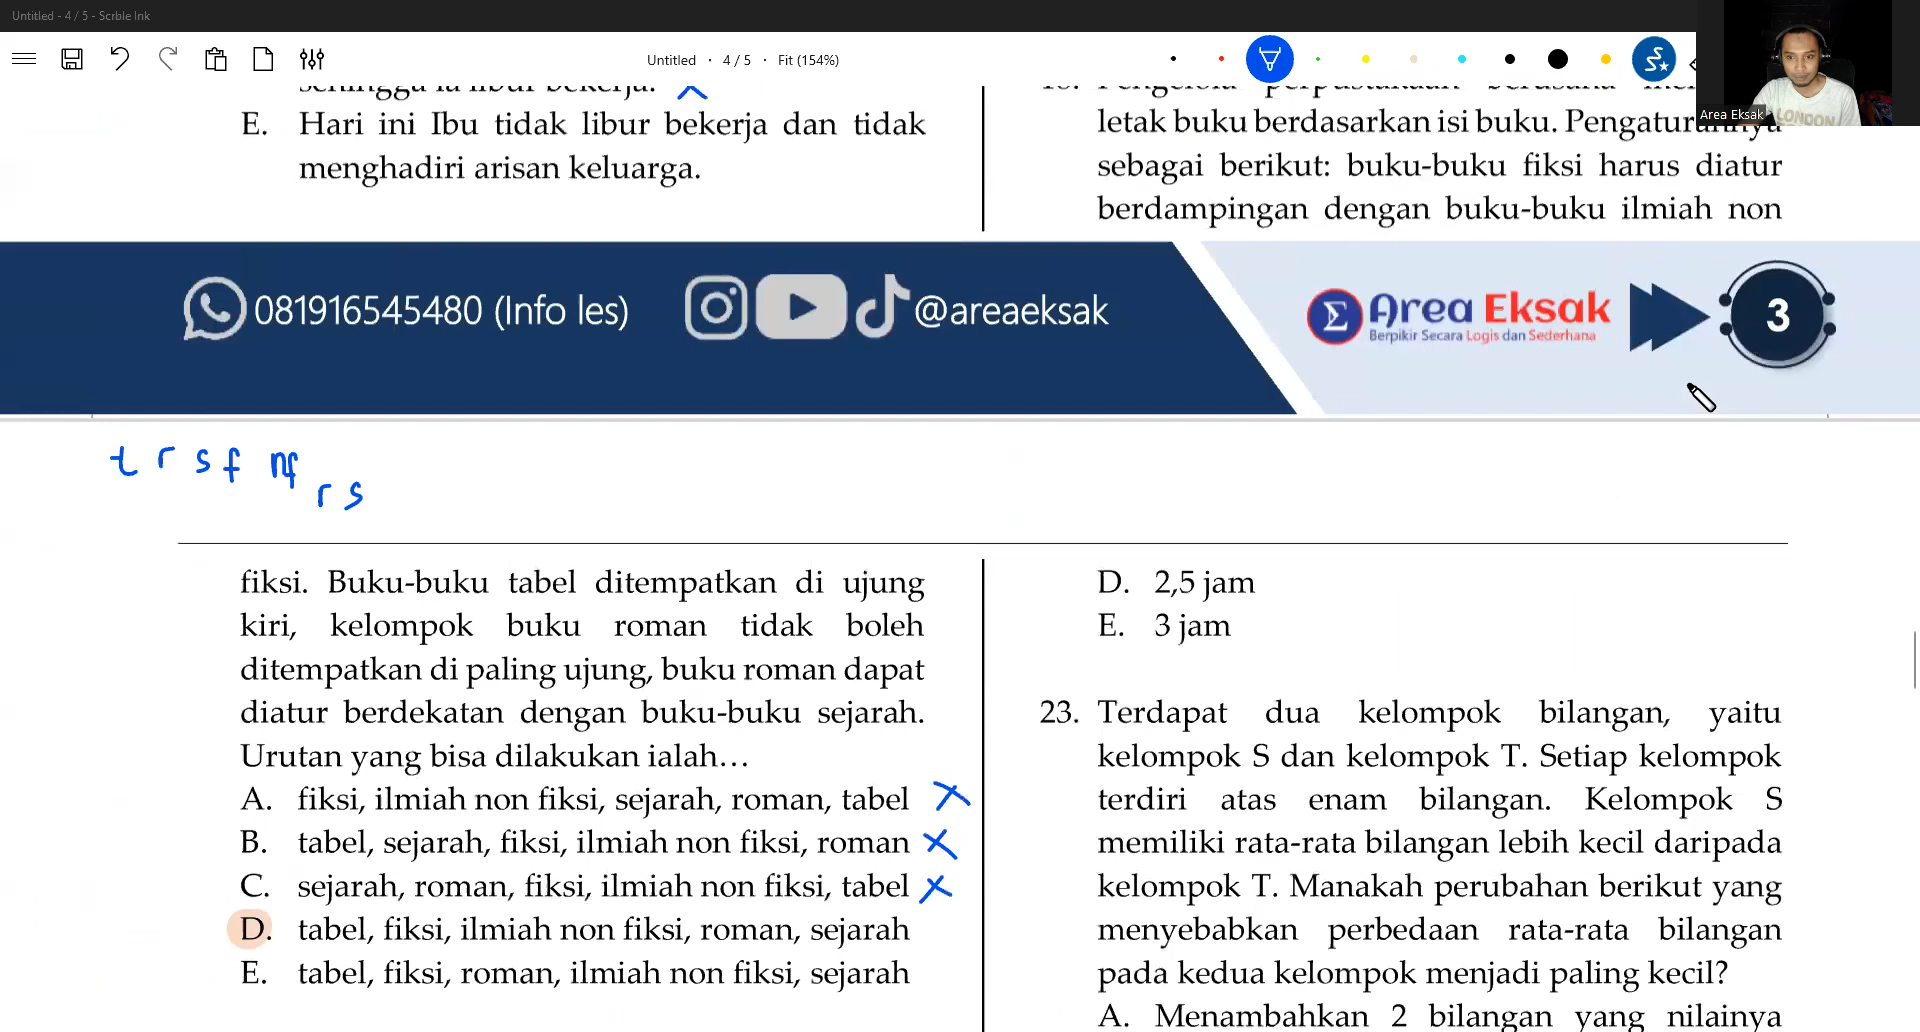 Untitled - 4 / 5 - Scrble Ink
Untitled · 4 / 5 · Fit (154%)
Area Eksak
LONDON
sehingga ia libur bekerja.
E. Hari ini Ibu tidak libur bekerja dan tidak
menghadiri arisan keluarga.
letak buku berdasarkan isi buku. Pengaturannya
sebagai berikut: buku-buku fiksi harus diatur
berdampingan dengan buku-buku ilmiah non
081916545480 (Info les)
@areaeksak
Σ Area Eksak
Berpikir Secara Logis dan Sederhana
3
t r s f nf
r s
fiksi. Buku-buku tabel ditempatkan di ujung
kiri, kelompok buku roman tidak boleh
ditempatkan di paling ujung, buku roman dapat
diatur berdekatan dengan buku-buku sejarah.
Urutan yang bisa dilakukan ialah…
A. fiksi, ilmiah non fiksi, sejarah, roman, tabel
B. tabel, sejarah, fiksi, ilmiah non fiksi, roman
C. sejarah, roman, fiksi, ilmiah non fiksi, tabel
D. tabel, fiksi, ilmiah non fiksi, roman, sejarah
E. tabel, fiksi, roman, ilmiah non fiksi, sejarah
D. 2,5 jam
E. 3 jam
23. Terdapat dua kelompok bilangan, yaitu
kelompok S dan kelompok T. Setiap kelompok
terdiri atas enam bilangan. Kelompok S
memiliki rata-rata bilangan lebih kecil daripada
kelompok T. Manakah perubahan berikut yang
menyebabkan perbedaan rata-rata bilangan
pada kedua kelompok menjadi paling kecil?
A. Menambahkan 2 bilangan yang nilainya